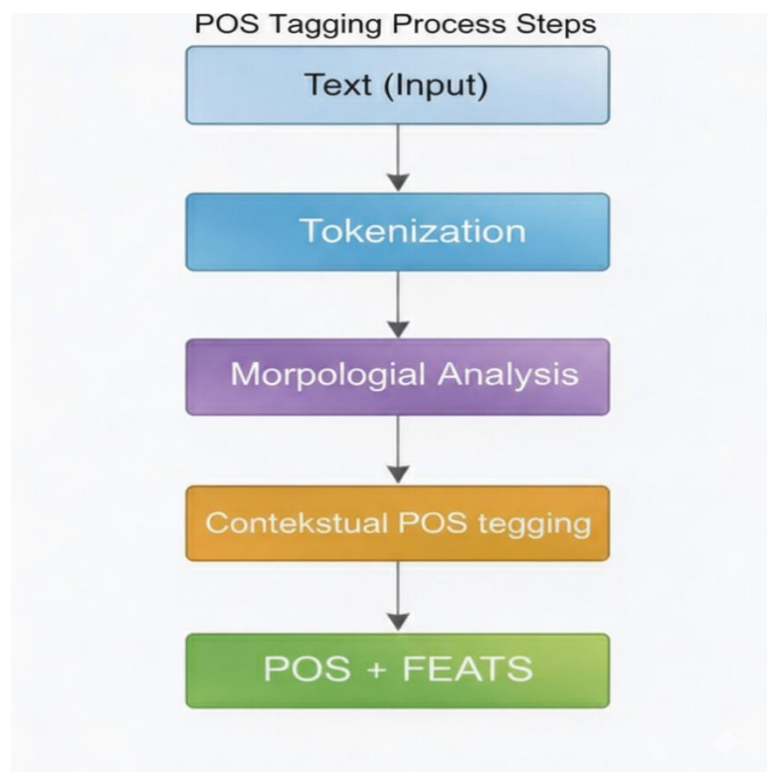 POS Tagging Process Steps
Text (Input)
Tokenization
Morpologial Analysis
Contekstual POS tegging
POS + FEATS